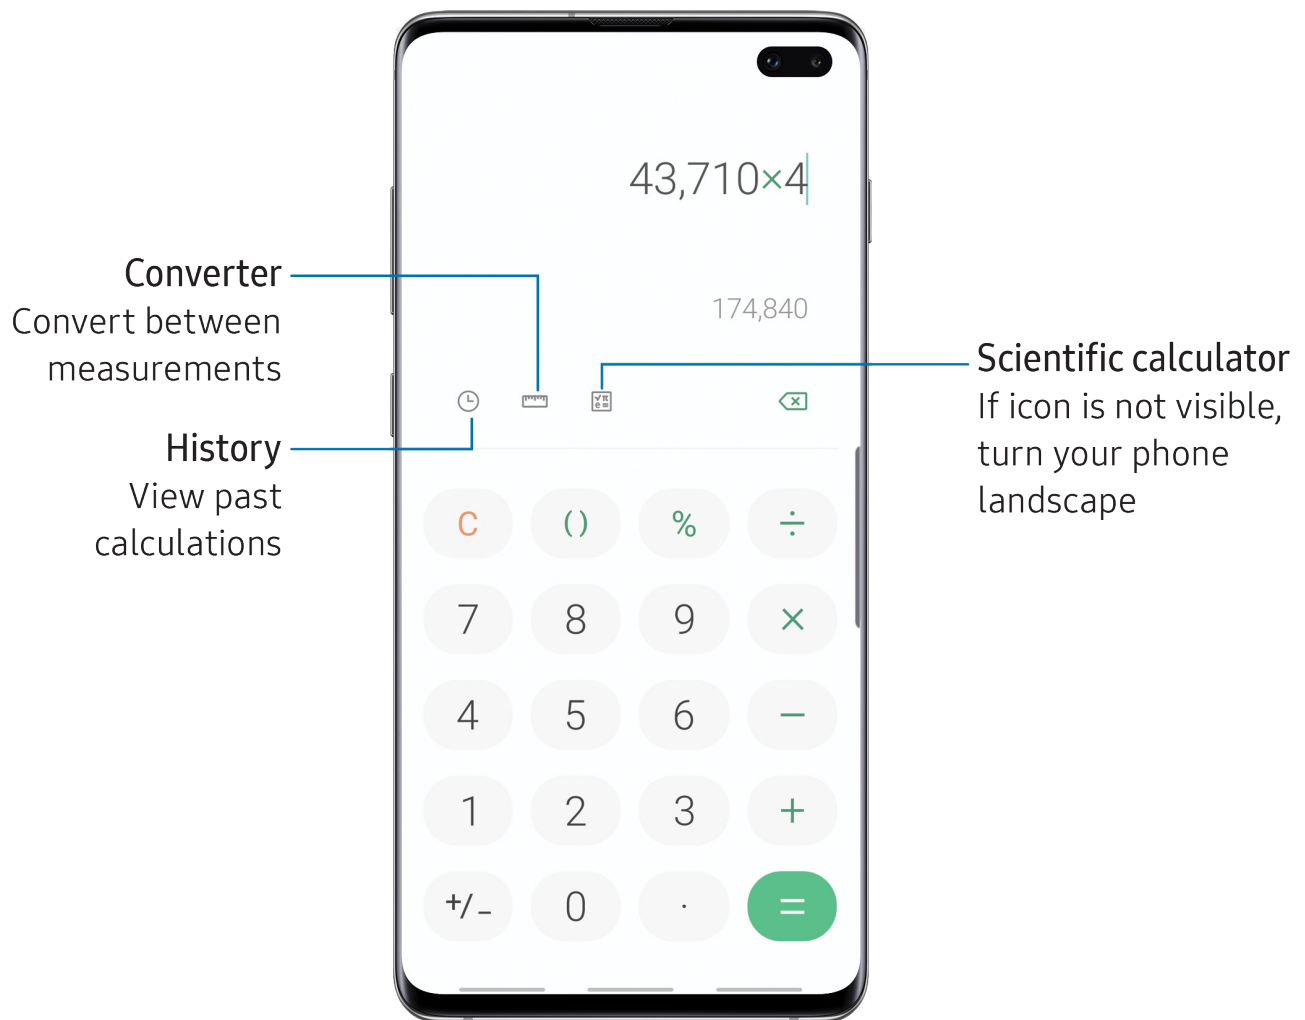 43,710×4
174,840
Converter
Convert between
measurements
History
View past
calculations
Scientific calculator
If icon is not visible,
turn your phone
landscape
√π
e=
C () % ÷
7 8 9 ×
4 5 6 −
1 2 3 +
+/− 0 . =